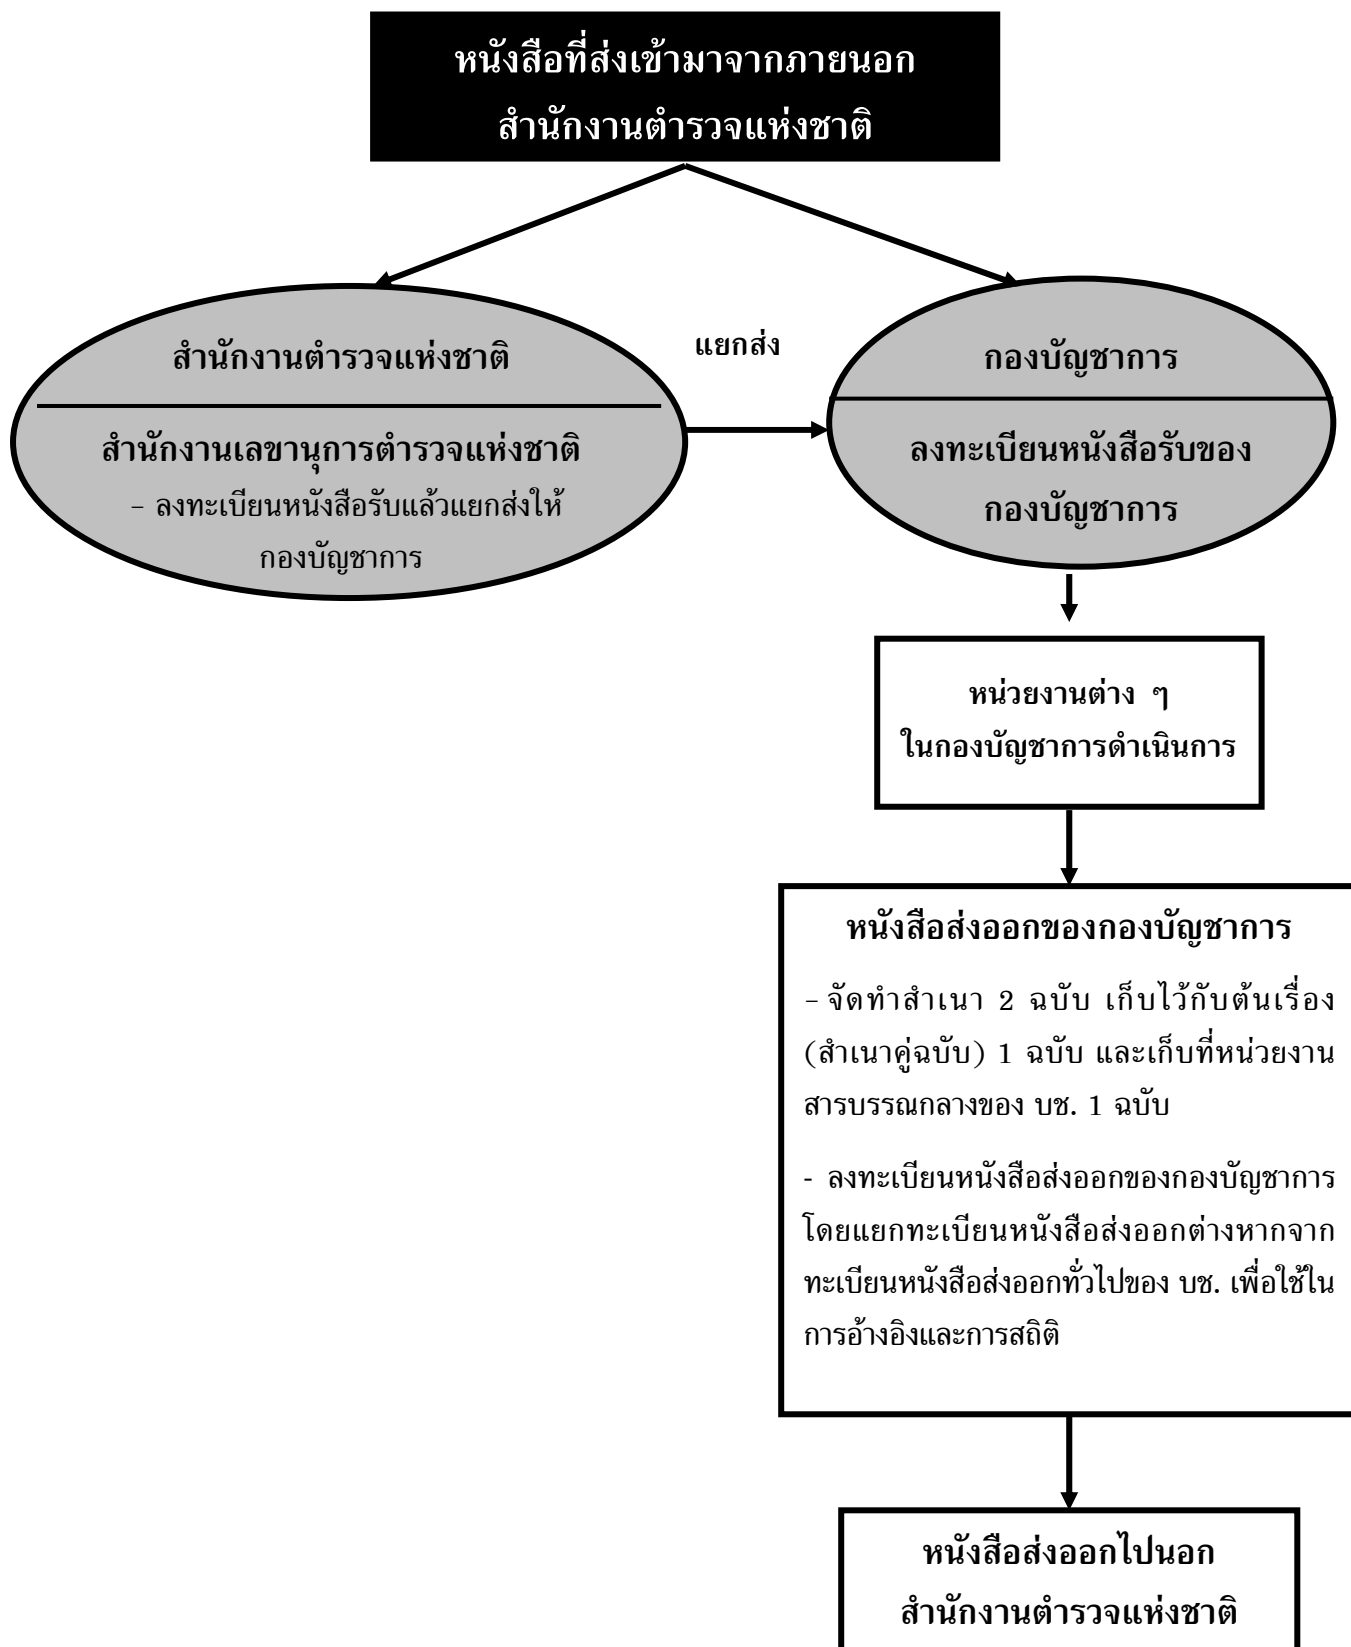 หนังสือที่ส่งเข้ามาจากภายนอก
สำนักงานตำรวจแห่งชาติ
สำนักงานตำรวจแห่งชาติ
สำนักงานเลขานุการตำรวจแห่งชาติ
- ลงทะเบียนหนังสือรับแล้วแยกส่งให้
กองบัญชาการ
แยกส่ง
กองบัญชาการ
ลงทะเบียนหนังสือรับของ
กองบัญชาการ
หน่วยงานต่าง ๆ
ในกองบัญชาการดำเนินการ
หนังสือส่งออกของกองบัญชาการ
- จัดทำสำเนา 2 ฉบับ เก็บไว้กับต้นเรื่อง
(สำเนาคู่ฉบับ) 1 ฉบับ และเก็บที่หน่วยงาน
สารบรรณกลางของ บช. 1 ฉบับ
- ลงทะเบียนหนังสือส่งออกของกองบัญชาการ
โดยแยกทะเบียนหนังสือส่งออกต่างหากจาก
ทะเบียนหนังสือส่งออกทั่วไปของ บช. เพื่อใช้ใน
การอ้างอิงและการสถิติ
หนังสือส่งออกไปนอก
สำนักงานตำรวจแห่งชาติ